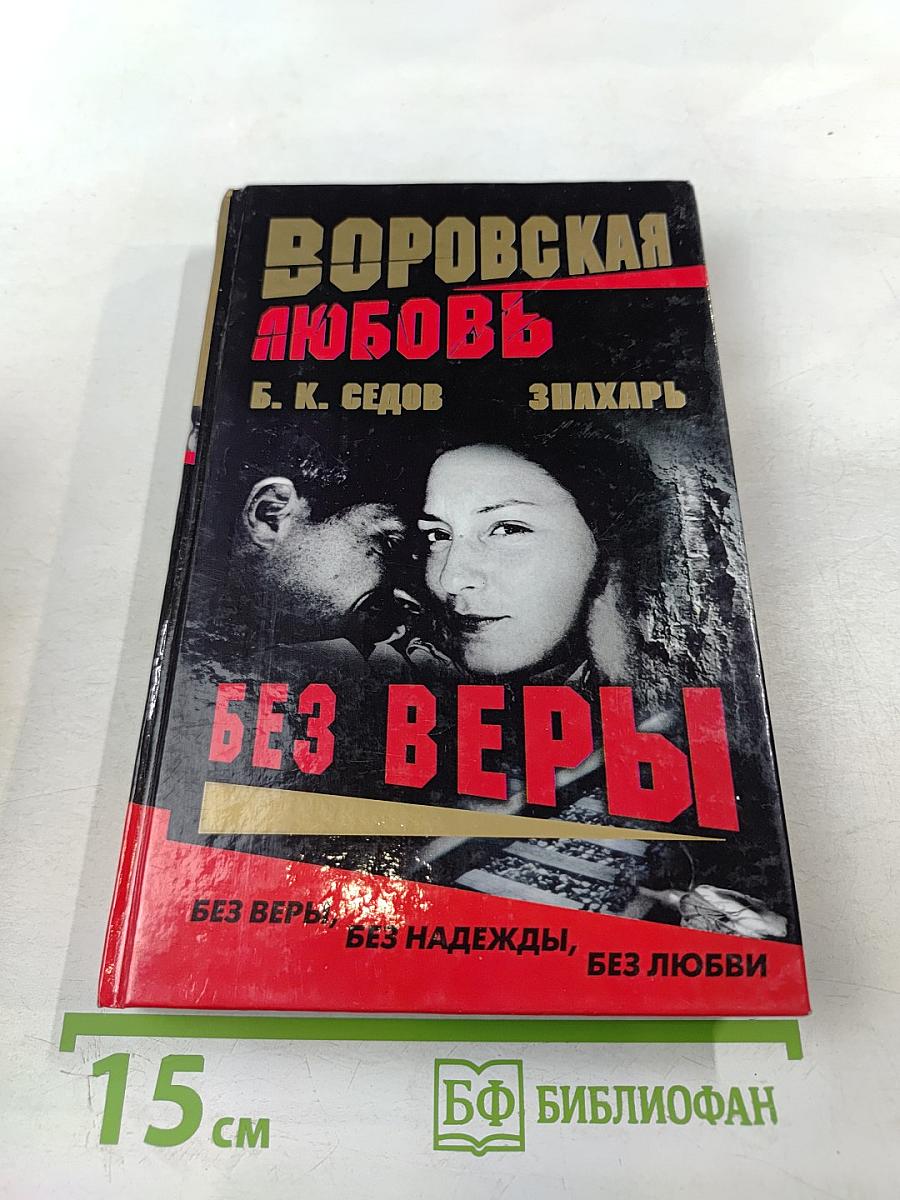 ВОРОВСКАЯ
ЛЮБОВЬ
Б. К. СЕДОВ ЗНАХАРЬ
БЕЗ ВЕРЫ
БЕЗ ВЕРЫ,
БЕЗ НАДЕЖДЫ,
БЕЗ ЛЮБВИ
15 см
БФ БИБЛИОФАН